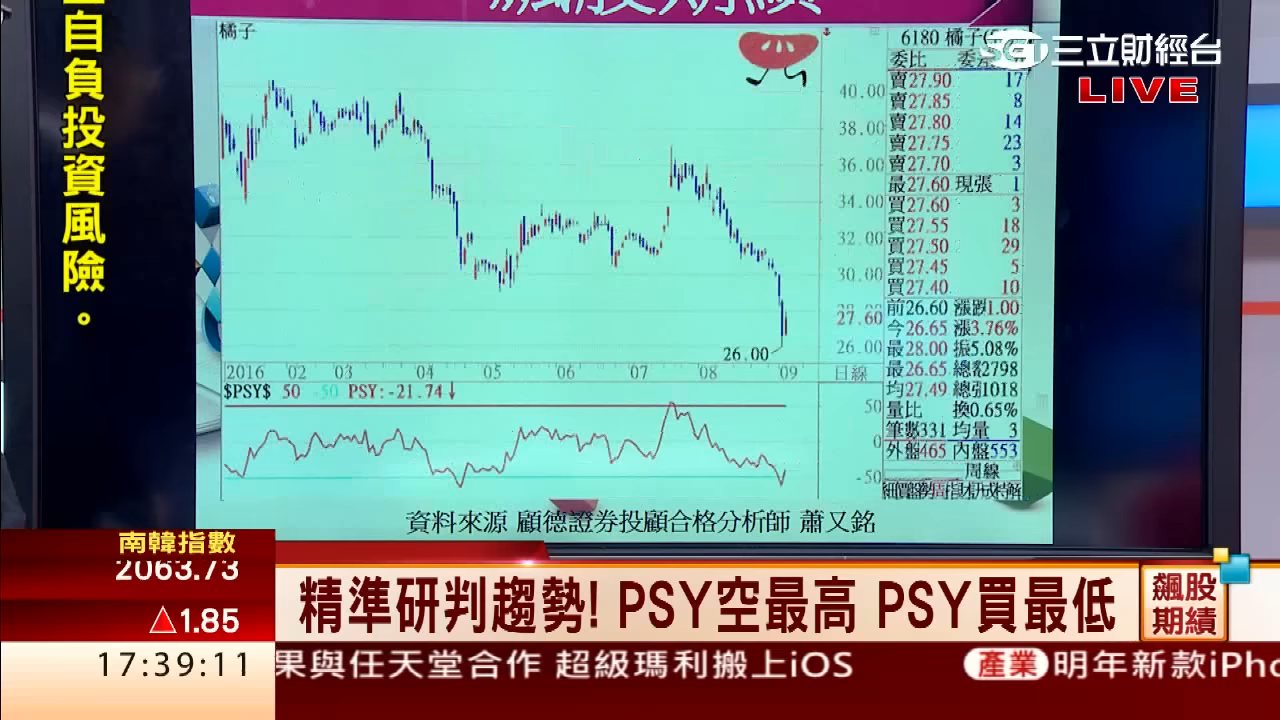 自負投資風險。
橘子
6180 橘子
SET三立財經台
LIVE
委比 委差
賣27.90 17
賣27.85 8
賣27.80 14
賣27.75 23
賣27.70 3
最27.60 現張 1
買27.60 3
買27.55 18
買27.50 29
買27.45 5
買27.40 10
前26.60 漲跌1.00
今26.65 漲3.76%
最28.00 振5.08%
最26.65 總2798
均27.49 總1018
量比 換0.65%
筆數331 均量 3
外盤465 內盤553
周線
40.00
38.00
36.00
34.00
32.00
30.00
27.60
26.00
26.00
2016 02 03 04 05 06 07 08 09 日線
$PSY$ 50 -50 PSY:-21.74↓
50
0
-50
資料來源 顧德證券投顧合格分析師 蕭又銘
南韓指數
2063.73
△1.85
17:39:11
精準研判趨勢! PSY空最高 PSY買最低
飆股
期績
果與任天堂合作 超級瑪利搬上iOS
產業 明年新款iPho